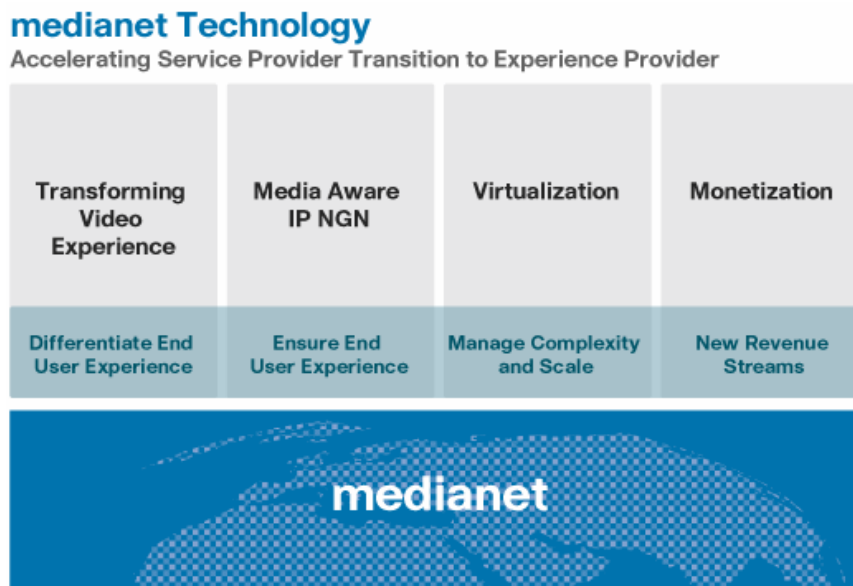 medianet Technology
Accelerating Service Provider Transition to Experience Provider
Transforming
Video
Experience
Media Aware
IP NGN
Virtualization
Monetization
Differentiate End
User Experience
Ensure End
User Experience
Manage Complexity
and Scale
New Revenue
Streams
medianet